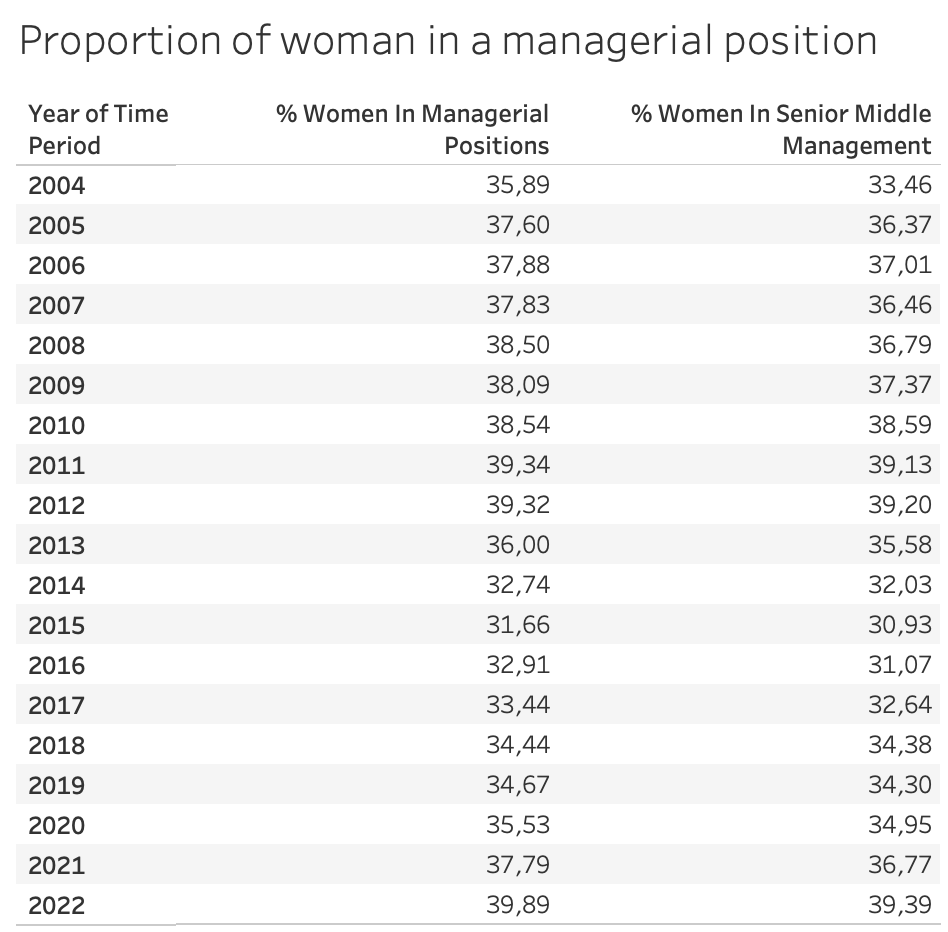 Proportion of woman in a managerial position
Year of Time Period % Women In Managerial Positions % Women In Senior Middle Management
2004 35,89 33,46
2005 37,60 36,37
2006 37,88 37,01
2007 37,83 36,46
2008 38,50 36,79
2009 38,09 37,37
2010 38,54 38,59
2011 39,34 39,13
2012 39,32 39,20
2013 36,00 35,58
2014 32,74 32,03
2015 31,66 30,93
2016 32,91 31,07
2017 33,44 32,64
2018 34,44 34,38
2019 34,67 34,30
2020 35,53 34,95
2021 37,79 36,77
2022 39,89 39,39